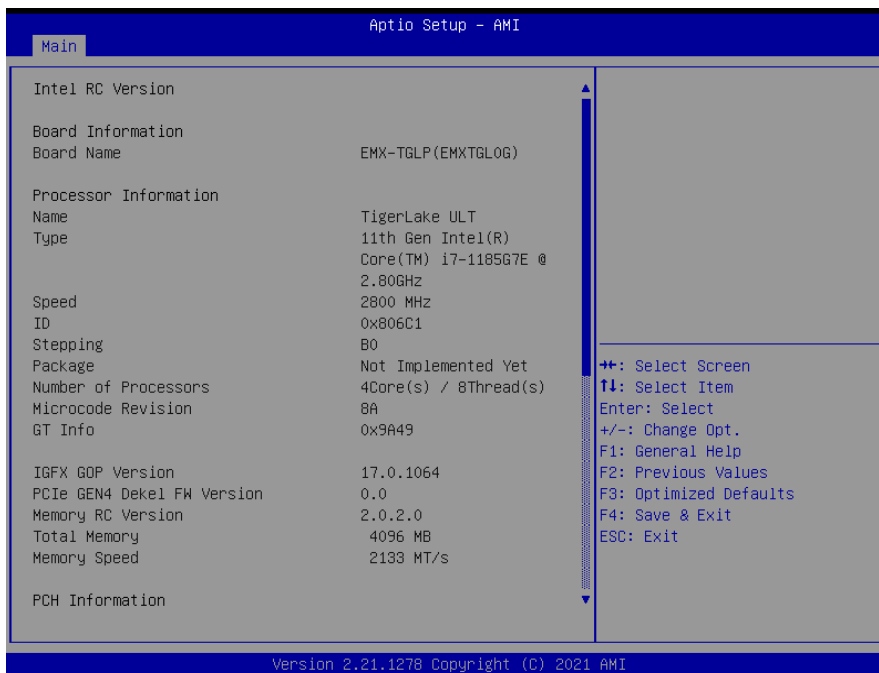 Aptio Setup - AMI
Main
Intel RC Version
Board Information
Board Name EMX-TGLP(EMXTGL0G)
Processor Information
Name TigerLake ULT
Type 11th Gen Intel(R)
Core(TM) i7-1185G7E @
2.80GHz
Speed 2800 MHz
ID 0x806C1
Stepping B0
Package Not Implemented Yet
Number of Processors 4Core(s) / 8Thread(s)
Microcode Revision 8A
GT Info 0x9A49
IGFX GOP Version 17.0.1064
PCIe GEN4 Dekel FW Version 0.0
Memory RC Version 2.0.2.0
Total Memory 4096 MB
Memory Speed 2133 MT/s
PCH Information
→←: Select Screen
↑↓: Select Item
Enter: Select
+/-: Change Opt.
F1: General Help
F2: Previous Values
F3: Optimized Defaults
F4: Save & Exit
ESC: Exit
Version 2.21.1278 Copyright (C) 2021 AMI